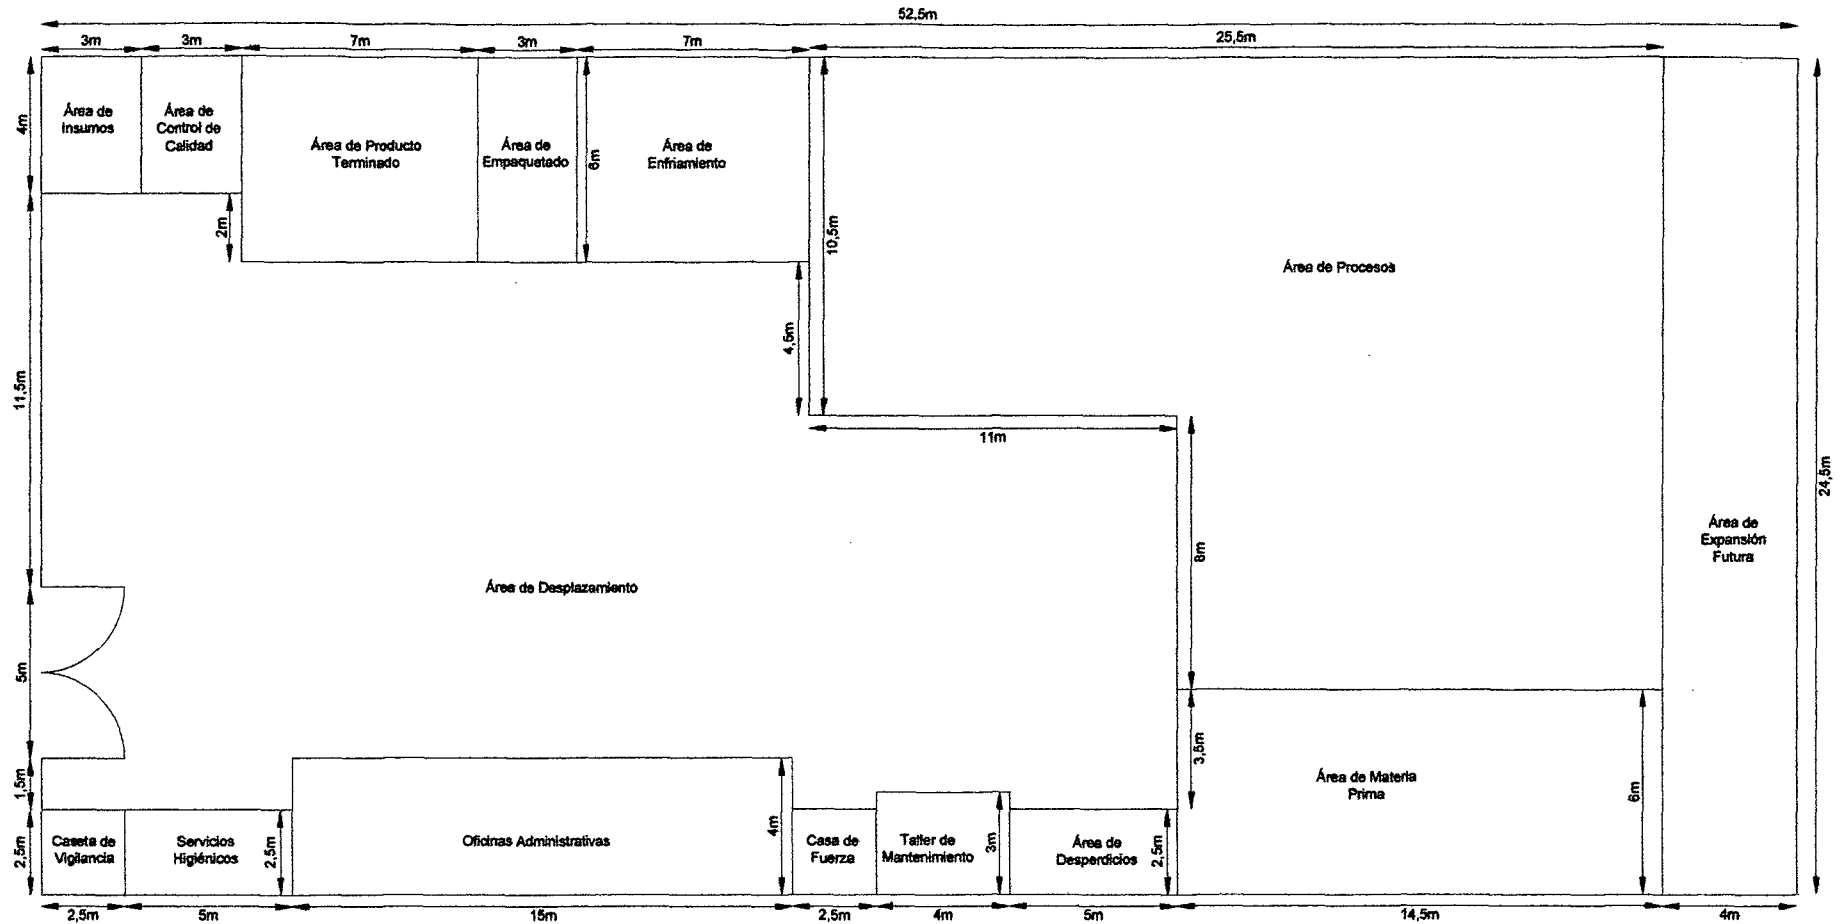 52,5m
3m
3m
7m
3m
7m
25,5m
4m
Área de
Insumos
Área de
Control de
Calidad
Área de Producto
Terminado
Área de
Empaquetado
6m
Área de
Enfriamiento
2m
10,5m
Área de Procesos
4,5m
11,5m
11m
24,5m
8m
Área de
Expansión
Futura
Área de Desplazamiento
5m
3,5m
1,5m
Área de Materia
Prima
6m
2,5m
Caseta de
Vigilancia
Servicios
Higiénicos
2,5m
Oficinas Administrativas
4m
Casa de
Fuerza
Taller de
Mantenimiento
3m
Área de
Desperdicios
2,5m
2,5m
5m
15m
2,5m
4m
5m
14,5m
4m